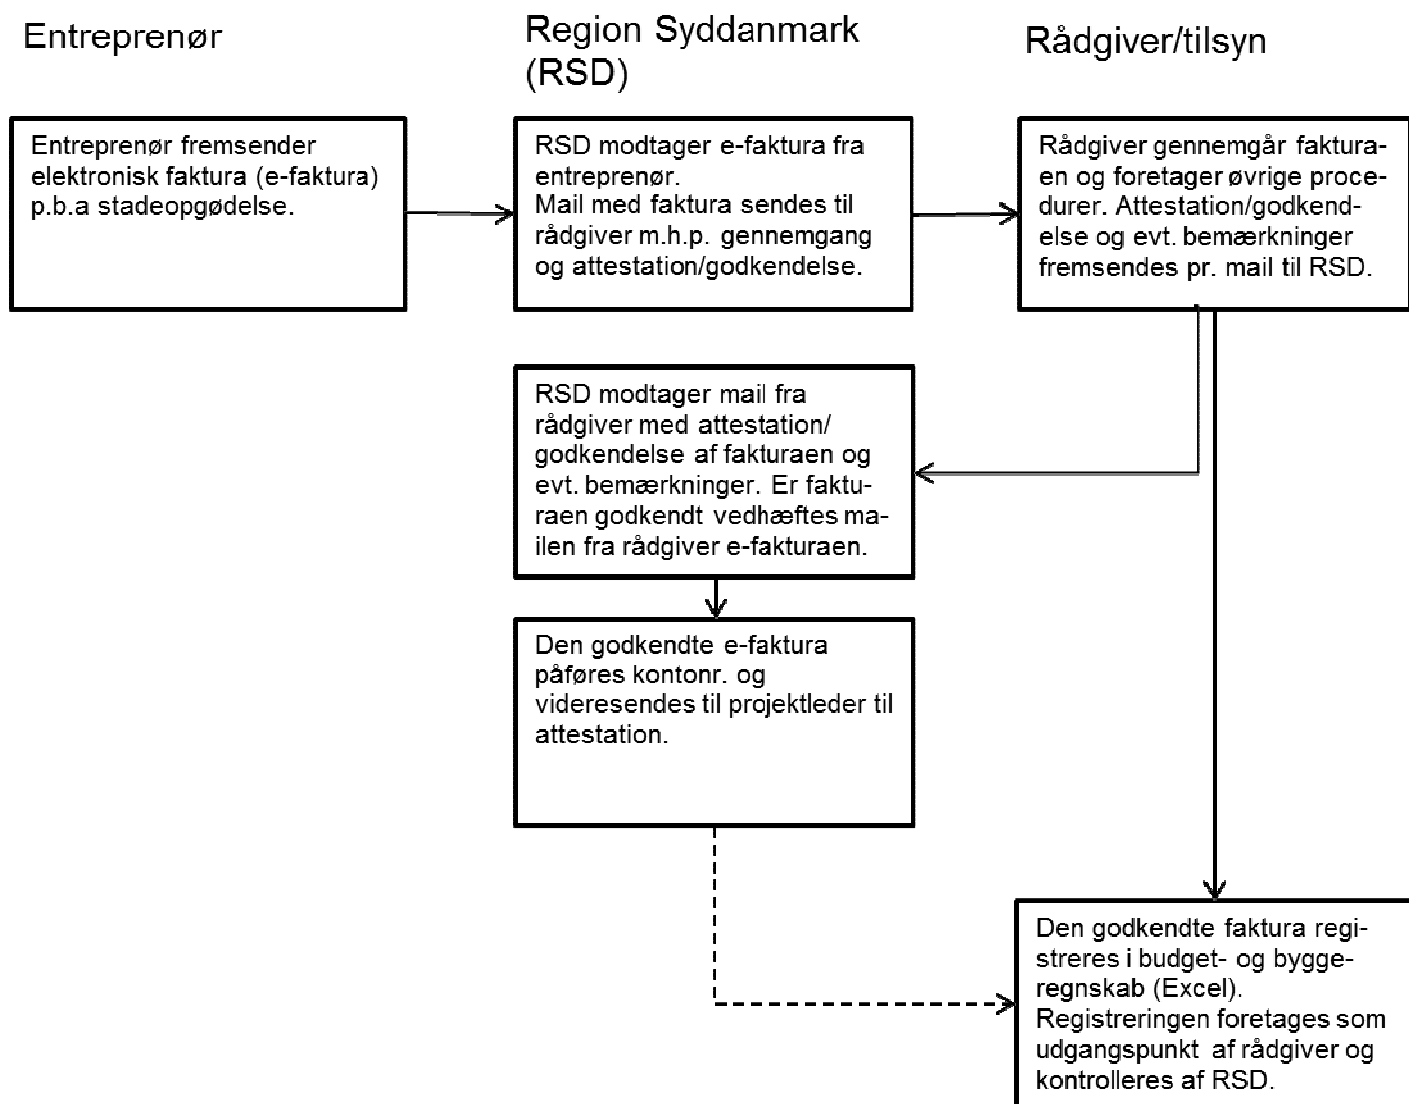 Entreprenør
Region Syddanmark
(RSD)
Rådgiver/tilsyn
Entreprenør fremsender
elektronisk faktura (e-faktura)
p.b.a stadeopgødelse.
RSD modtager e-faktura fra
entreprenør.
Mail med faktura sendes til
rådgiver m.h.p. gennemgang
og attestation/godkendelse.
Rådgiver gennemgår faktura-
en og foretager øvrige proce-
durer. Attestation/godkend-
else og evt. bemærkninger
fremsendes pr. mail til RSD.
RSD modtager mail fra
rådgiver med attestation/
godkendelse af fakturaen og
evt. bemærkninger. Er faktu-
raen godkendt vedhæftes ma-
ilen fra rådgiver e-fakturaen.
Den godkendte e-faktura
påføres kontonr. og
videresendes til projektleder til
attestation.
Den godkendte faktura regi-
streres i budget- og bygge-
regnskab (Excel).
Registreringen foretages som
udgangspunkt af rådgiver og
kontrolleres af RSD.